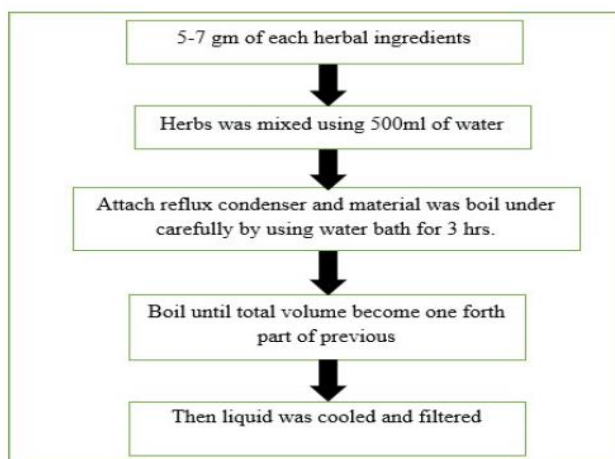 5-7 gm of each herbal ingredients
Herbs was mixed using 500ml of water
Attach reflux condenser and material was boil under
carefully by using water bath for 3 hrs.
Boil until total volume become one forth
part of previous
Then liquid was cooled and filtered